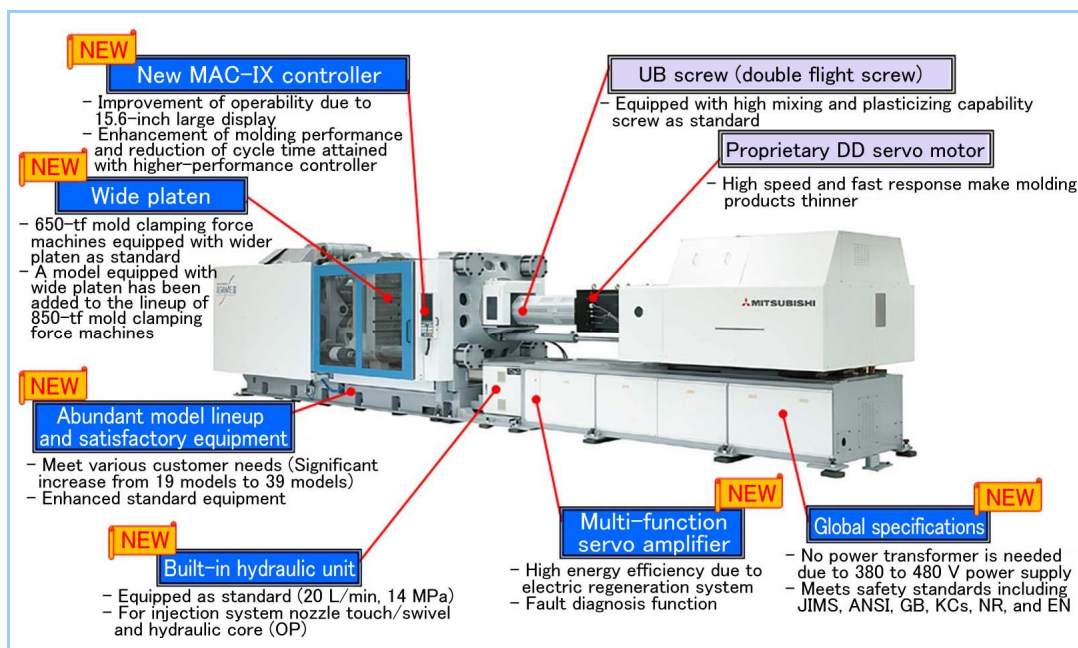 NEW
New MAC-IX controller
- Improvement of operability due to
15.6-inch large display
- Enhancement of molding performance
and reduction of cycle time attained
with higher-performance controller
UB screw (double flight screw)
- Equipped with high mixing and plasticizing capability
screw as standard
Proprietary DD servo motor
- High speed and fast response make molding
products thinner
NEW
Wide platen
- 650-tf mold clamping force
machines equipped with wider
platen as standard
- A model equipped with
wide platen has been
added to the lineup of
850-tf mold clamping
force machines
MITSUBISHI
NEW
Abundant model lineup
and satisfactory equipment
- Meet various customer needs (Significant
increase from 19 models to 39 models)
- Enhanced standard equipment
NEW
Built-in hydraulic unit
- Equipped as standard (20 L/min, 14 MPa)
- For injection system nozzle touch/swivel
and hydraulic core (OP)
NEW
Multi-function
servo amplifier
- High energy efficiency due to
electric regeneration system
- Fault diagnosis function
NEW
Global specifications
- No power transformer is needed
due to 380 to 480 V power supply
- Meets safety standards including
JIMS, ANSI, GB, KCs, NR, and EN